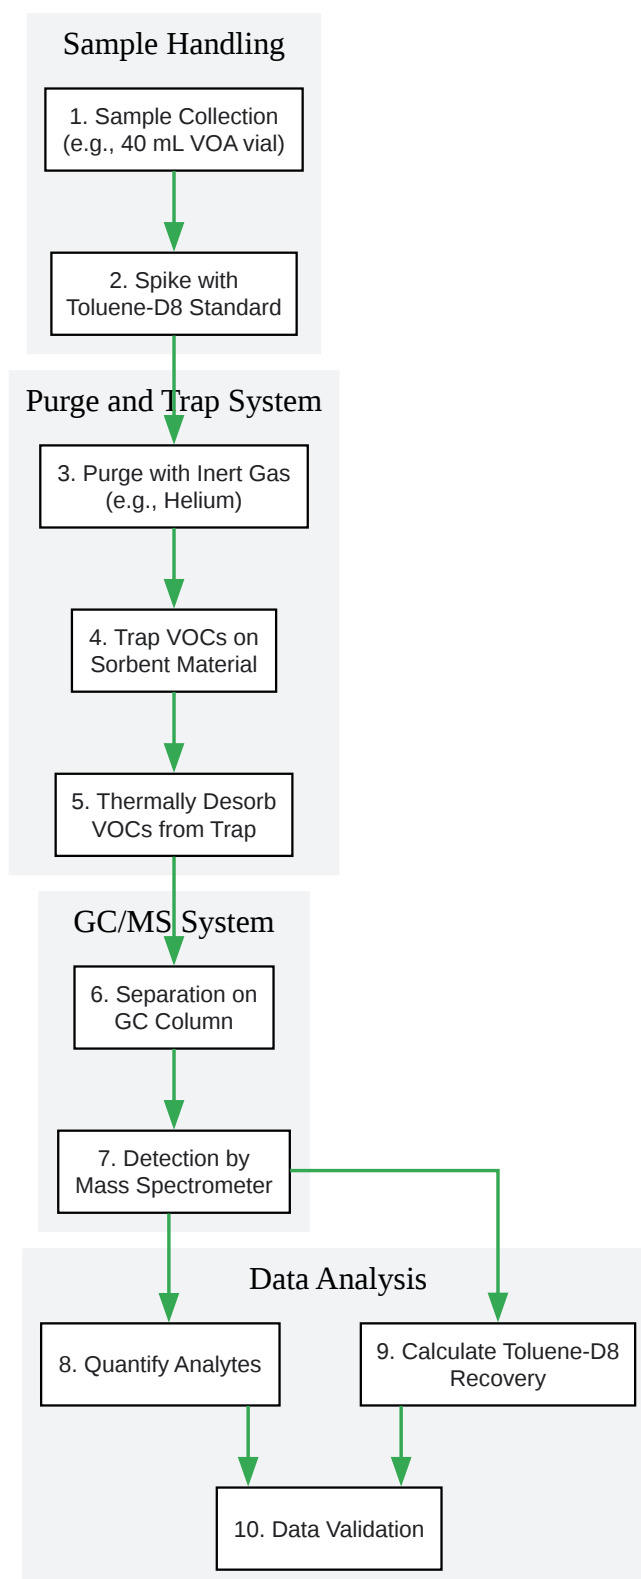 Sample Handling
1. Sample Collection
(e.g., 40 mL VOA vial)
2. Spike with
Toluene-D8 Standard
Purge and Trap System
3. Purge with Inert Gas
(e.g., Helium)
4. Trap VOCs on
Sorbent Material
5. Thermally Desorb
VOCs from Trap
GC/MS System
6. Separation on
GC Column
7. Detection by
Mass Spectrometer
Data Analysis
8. Quantify Analytes
9. Calculate Toluene-D8
Recovery
10. Data Validation